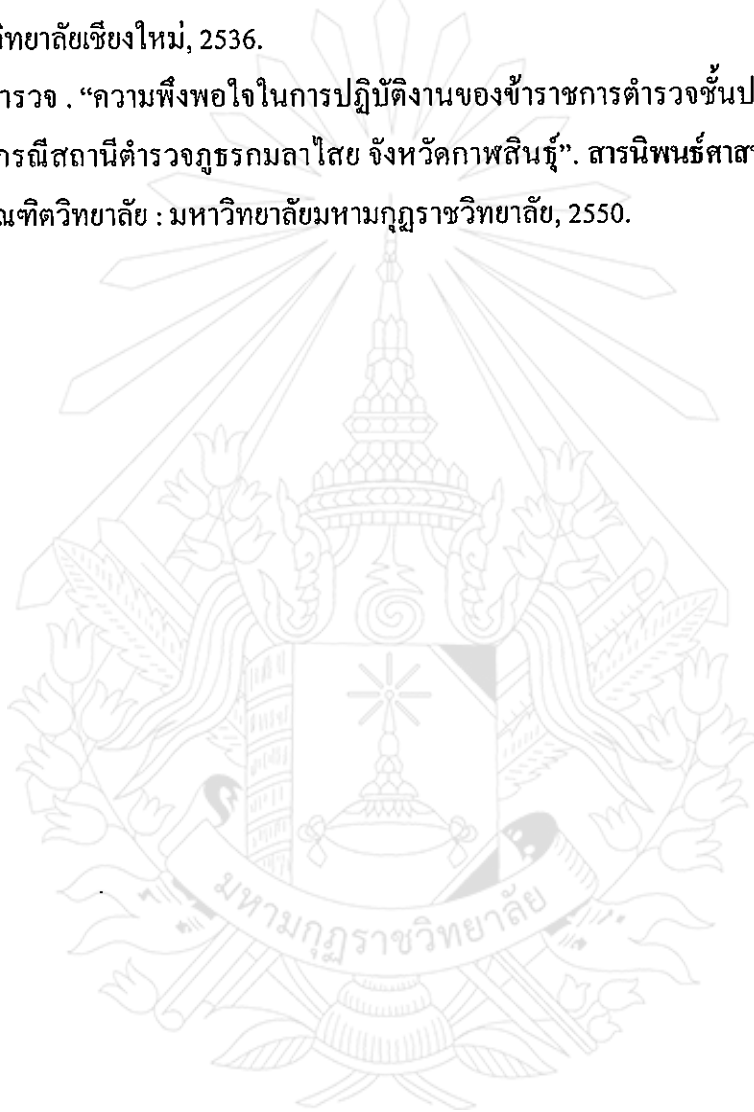 วิทยาลัยเชียงใหม่, 2536.
ำรวจ . “ความพึงพอใจในการปฏิบัติงานของข้าราชการตำรวจชั้นป
กรณีสถานีตำรวจภูธรกมลาไสย จังหวัดกาฬสินธุ์”. สารนิพนธ์ศาส
ณฑิตวิทยาลัย : มหาวิทยาลัยมหามกุฏราชวิทยาลัย, 2550.
มหามกุฏราชวิทยาลัย